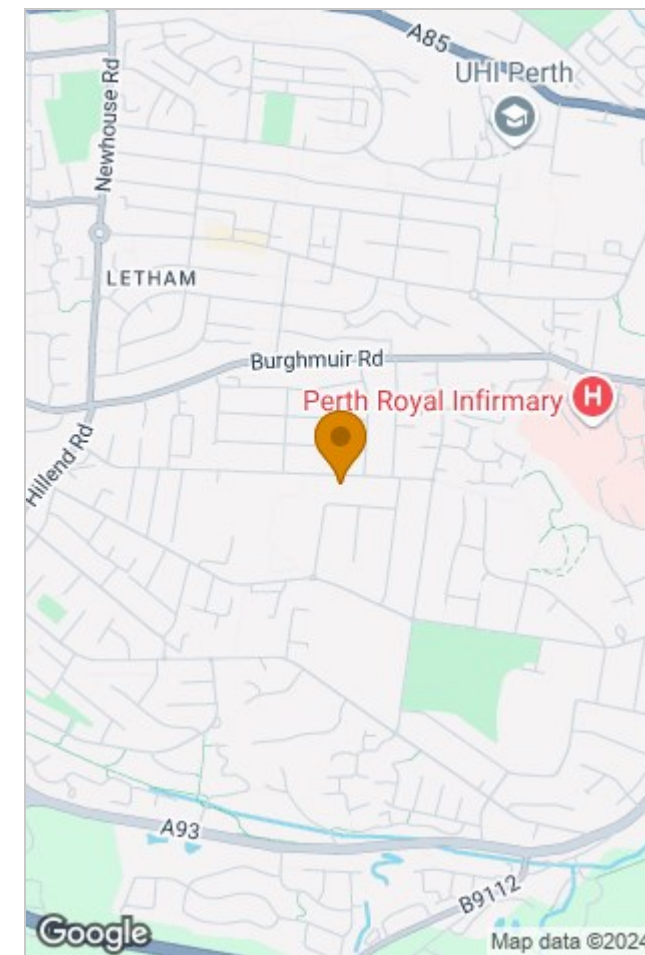 A85
UHI Perth
Newhouse Rd
LETHAM
Burghmuir Rd
Perth Royal Infirmary
H
Hillend Rd
A93
B9112
Google
Map data ©2024